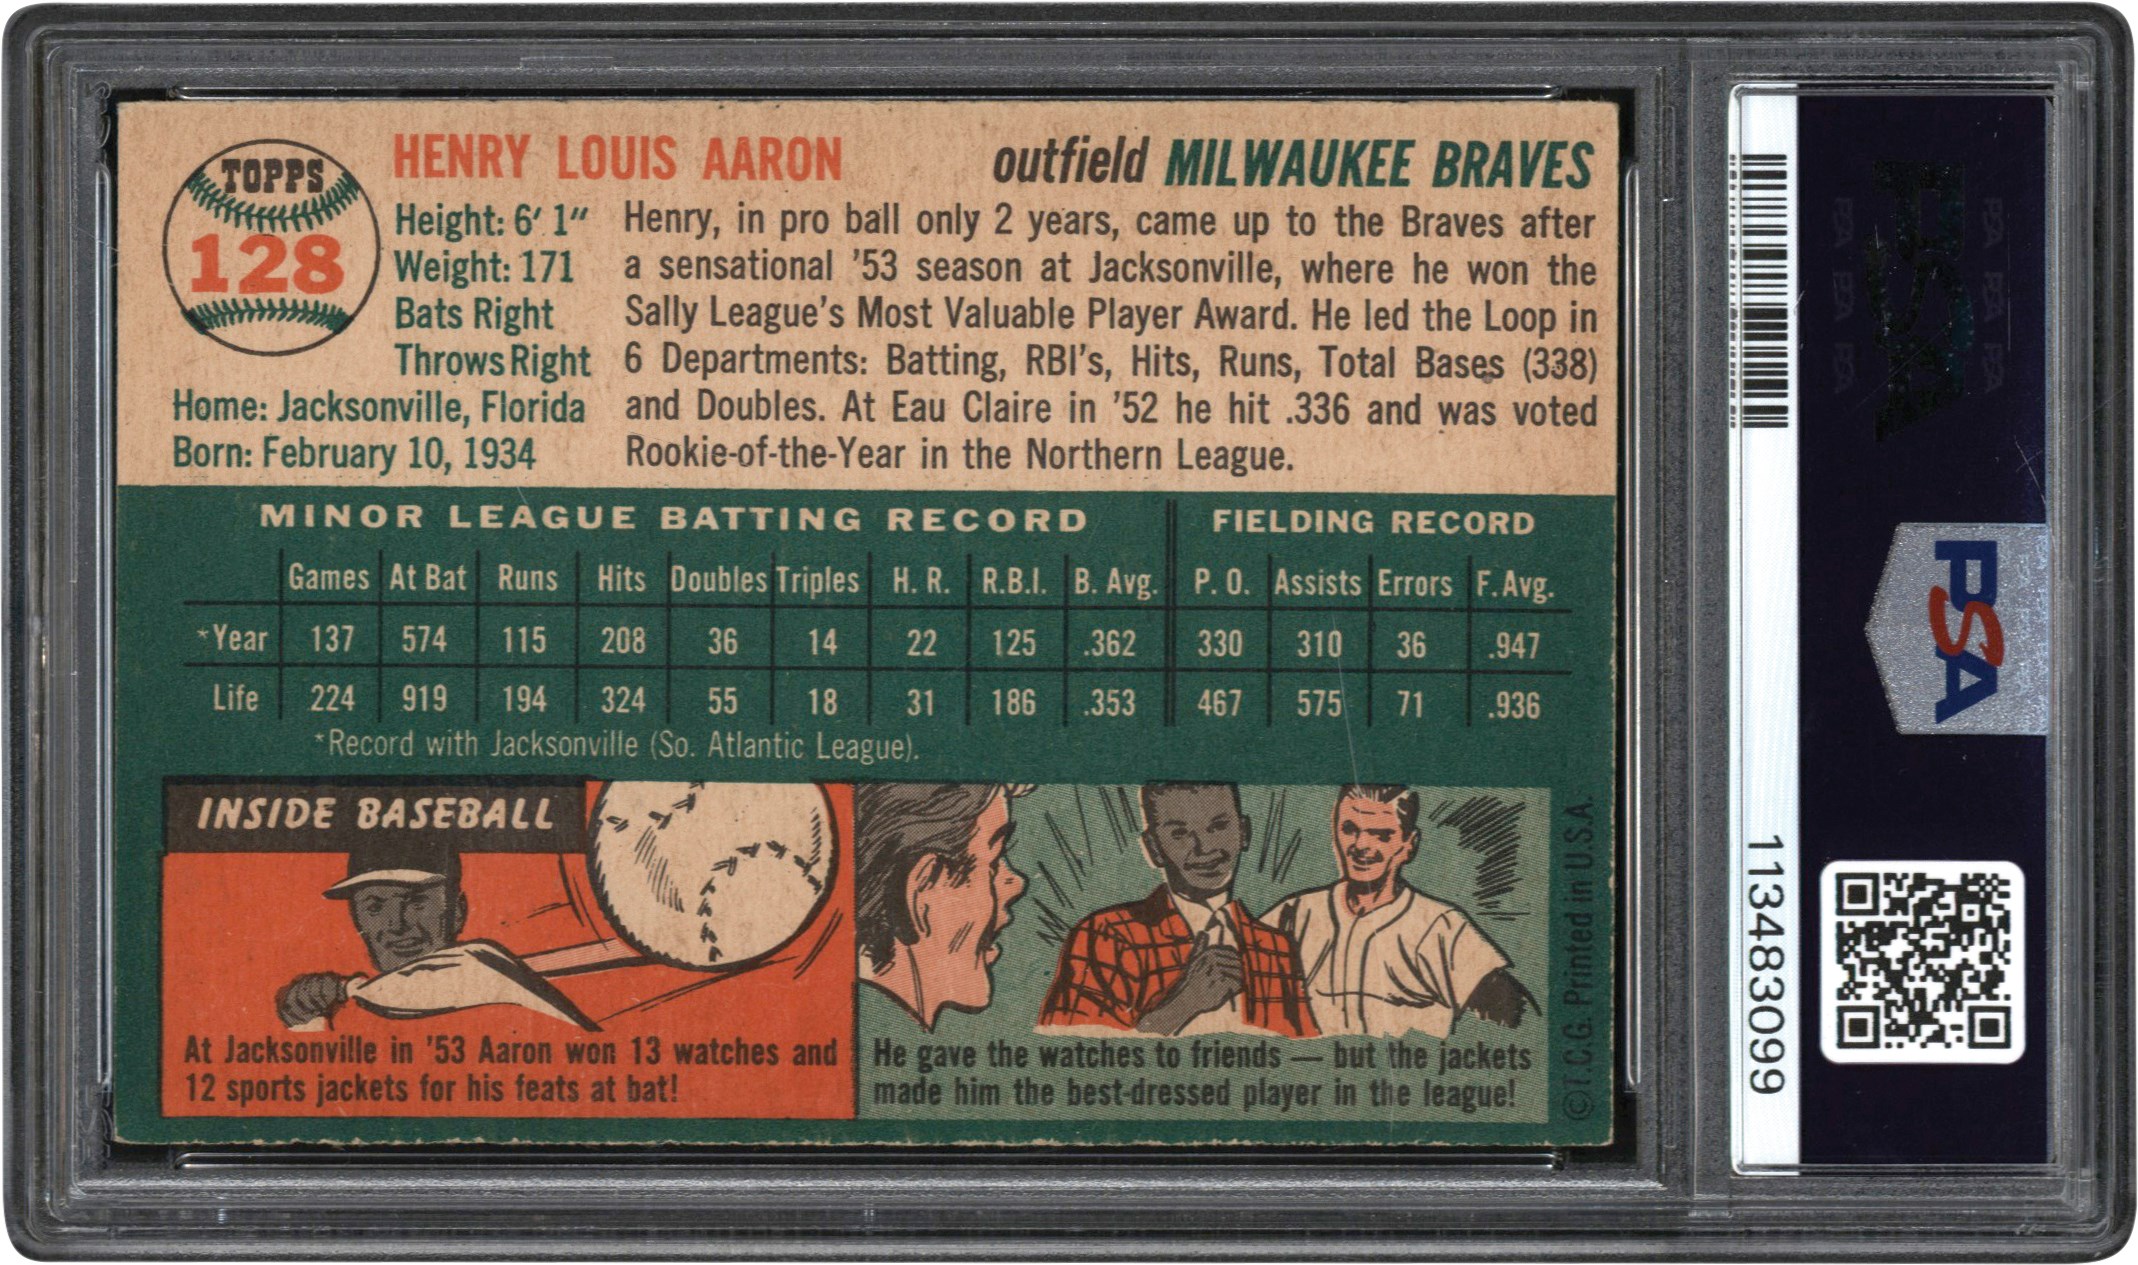 TOPPS
128
HENRY LOUIS AARON
outfield MILWAUKEE BRAVES
Height: 6' 1"
Weight: 171
Bats Right
Throws Right
Home: Jacksonville, Florida
Born: February 10, 1934
Henry, in pro ball only 2 years, came up to the Braves after
a sensational '53 season at Jacksonville, where he won the
Sally League's Most Valuable Player Award. He led the Loop in
6 Departments: Batting, RBI's, Hits, Runs, Total Bases (338)
and Doubles. At Eau Claire in '52 he hit .336 and was voted
Rookie-of-the-Year in the Northern League.
MINOR LEAGUE BATTING RECORD FIELDING RECORD
Games At Bat Runs Hits Doubles Triples H. R. R.B.I. B. Avg. P. O. Assists Errors F. Avg.
*Year 137 574 115 208 36 14 22 125 .362 330 310 36 .947
Life 224 919 194 324 55 18 31 186 .353 467 575 71 .936
*Record with Jacksonville (So. Atlantic League).
INSIDE BASEBALL
At Jacksonville in '53 Aaron won 13 watches and
12 sports jackets for his feats at bat!
He gave the watches to friends — but the jackets
made him the best-dressed player in the league!
©T.C.G. Printed in U.S.A.
PSA
PSA PSA PSA
PSA PSA PSA
PSA
113483099